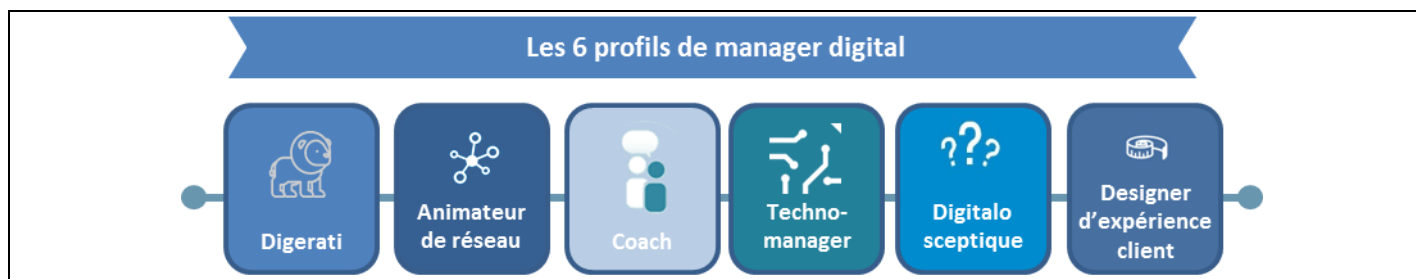 Les 6 profils de manager digital
Digerati
Animateur
de réseau
Coach
Techno-
manager
Digitalo
sceptique
Designer
d’expérience
client